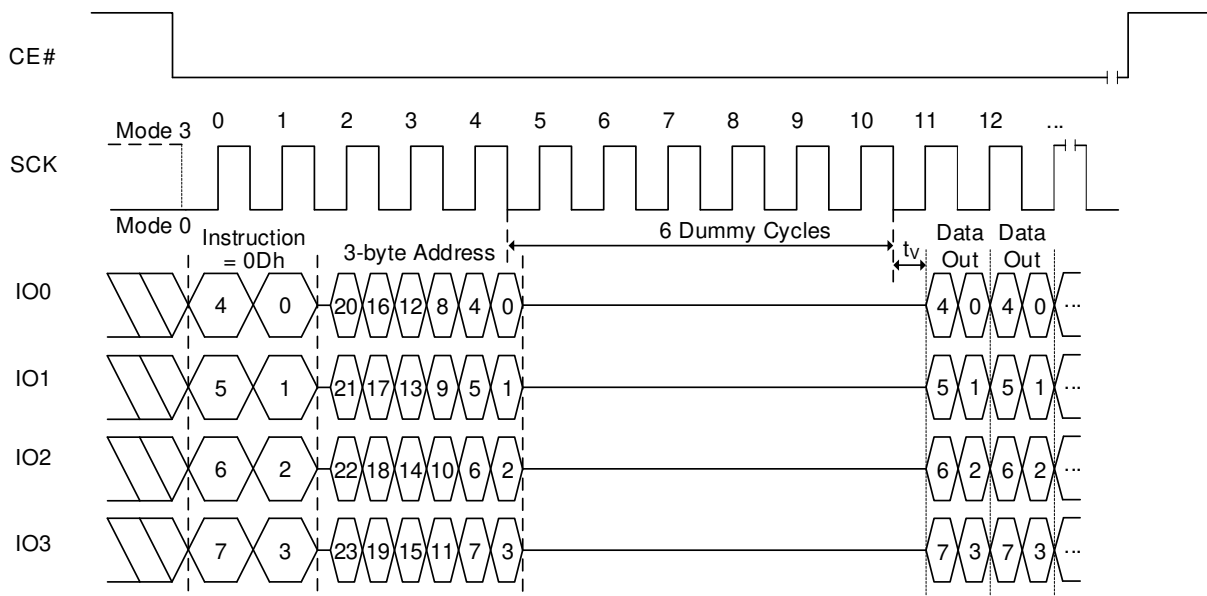 CE#
0 1 2 3 4 5 6 7 8 9 10 11 12 ...
Mode 3
SCK
Mode 0
Instruction
= 0Dh
3-byte Address
6 Dummy Cycles
tV
Data
Out
Data
Out
IO0 4 0 20 16 12 8 4 0 4 0 4 0 ...
IO1 5 1 21 17 13 9 5 1 5 1 5 1 ...
IO2 6 2 22 18 14 10 6 2 6 2 6 2 ...
IO3 7 3 23 19 15 11 7 3 7 3 7 3 ...